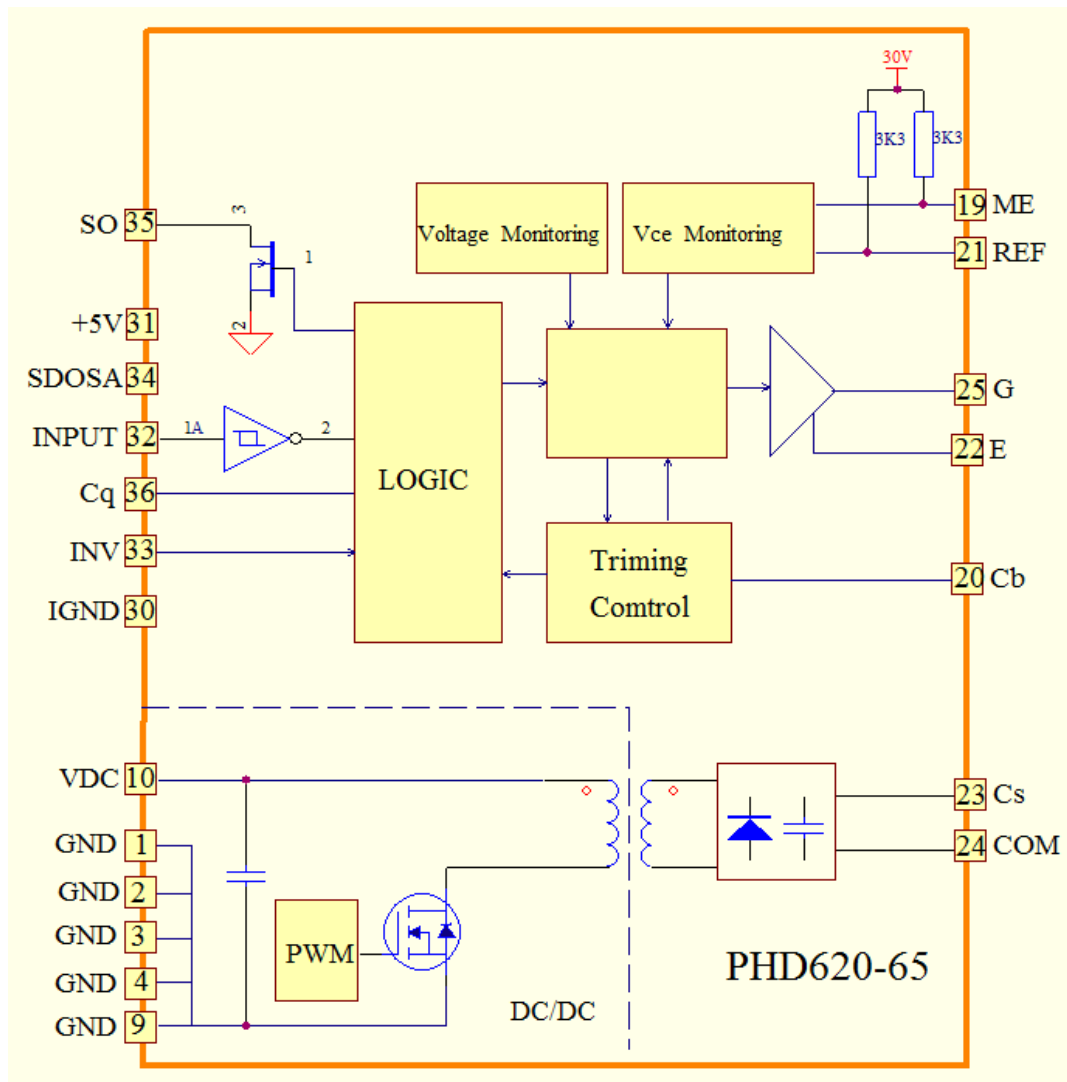 30V
3K3
3K3
SO
35
3
1
2
Voltage Monitoring
Vce Monitoring
19
ME
21
REF
+5V
31
SDOSA
34
INPUT
32
1A
2
Cq
36
INV
33
IGND
30
LOGIC
25
G
22
E
Triming
Comtrol
20
Cb
VDC
10
GND
1
GND
2
GND
3
GND
4
GND
9
PWM
DC/DC
23
Cs
24
COM
PHD620-65